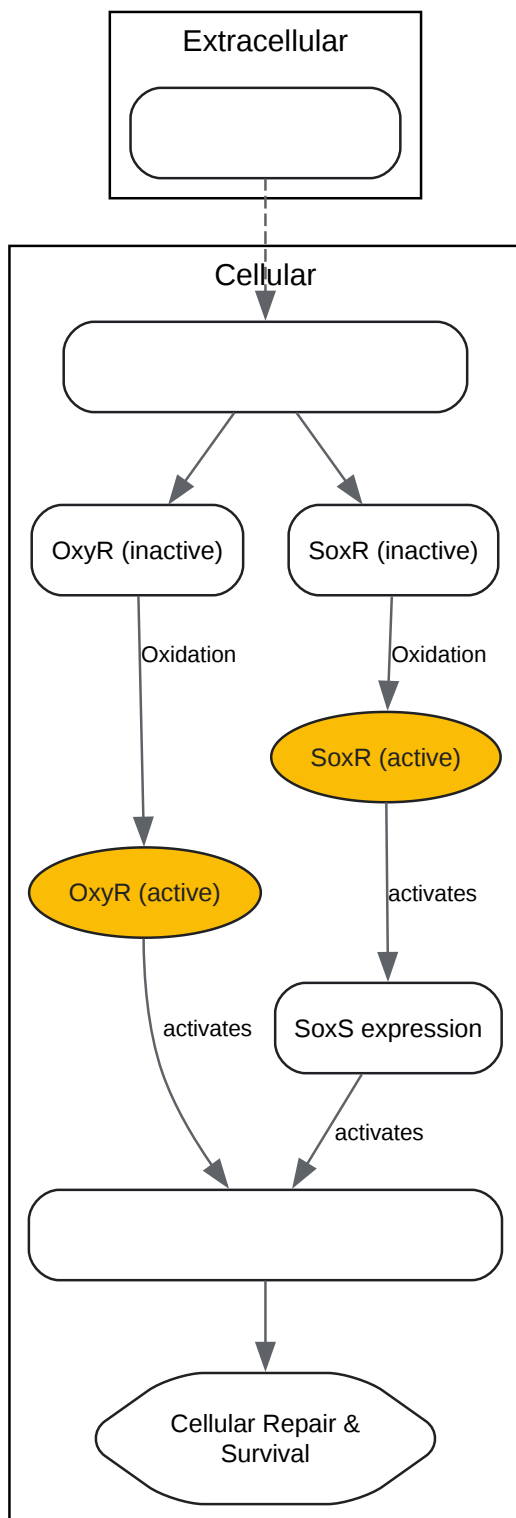 Extracellular
Cellular
OxyR (inactive)
SoxR (inactive)
Oxidation
Oxidation
SoxR (active)
OxyR (active)
activates
SoxS expression
activates
activates
Cellular Repair &
Survival